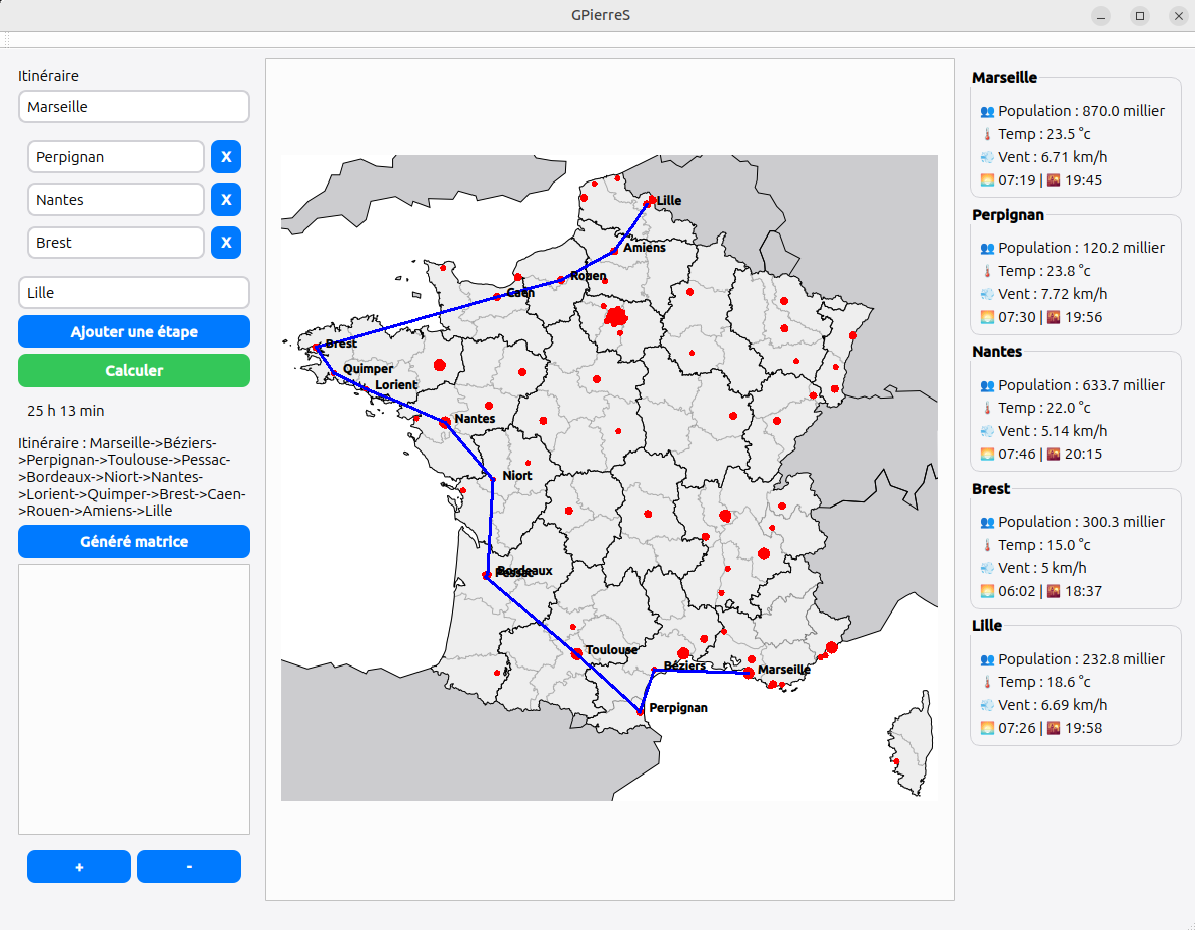 GPierreS
Itinéraire
Marseille
Perpignan
X
Nantes
X
Brest
X
Lille
Ajouter une étape
Calculer
25 h 13 min
Itinéraire : Marseille->Béziers-
>Perpignan->Toulouse->Pessac-
>Bordeaux->Niort->Nantes-
>Lorient->Quimper->Brest->Caen-
>Rouen->Amiens->Lille
Généré matrice
+
-
Lille
Amiens
Rouen
Caen
Brest
Quimper
Lorient
Nantes
Niort
Bordeaux
Pessac
Toulouse
Béziers
Marseille
Perpignan
Marseille
Population : 870.0 millier
Temp : 23.5 °c
Vent : 6.71 km/h
07:19 | 19:45
Perpignan
Population : 120.2 millier
Temp : 23.8 °c
Vent : 7.72 km/h
07:30 | 19:56
Nantes
Population : 633.7 millier
Temp : 22.0 °c
Vent : 5.14 km/h
07:46 | 20:15
Brest
Population : 300.3 millier
Temp : 15.0 °c
Vent : 5 km/h
06:02 | 18:37
Lille
Population : 232.8 millier
Temp : 18.6 °c
Vent : 6.69 km/h
07:26 | 19:58